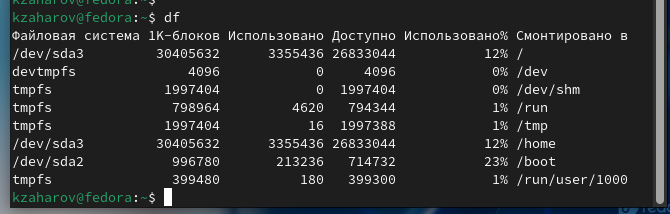 kzaharov@fedora:~$
kzaharov@fedora:~$ df
Файловая система 1K-блоков Использовано Доступно Использовано% Смонтировано в
/dev/sda3 30405632 3355436 26833044 12% /
devtmpfs 4096 0 4096 0% /dev
tmpfs 1997404 0 1997404 0% /dev/shm
tmpfs 798964 4620 794344 1% /run
tmpfs 1997404 16 1997388 1% /tmp
/dev/sda3 30405632 3355436 26833044 12% /home
/dev/sda2 996780 213236 714732 23% /boot
tmpfs 399480 180 399300 1% /run/user/1000
kzaharov@fedora:~$